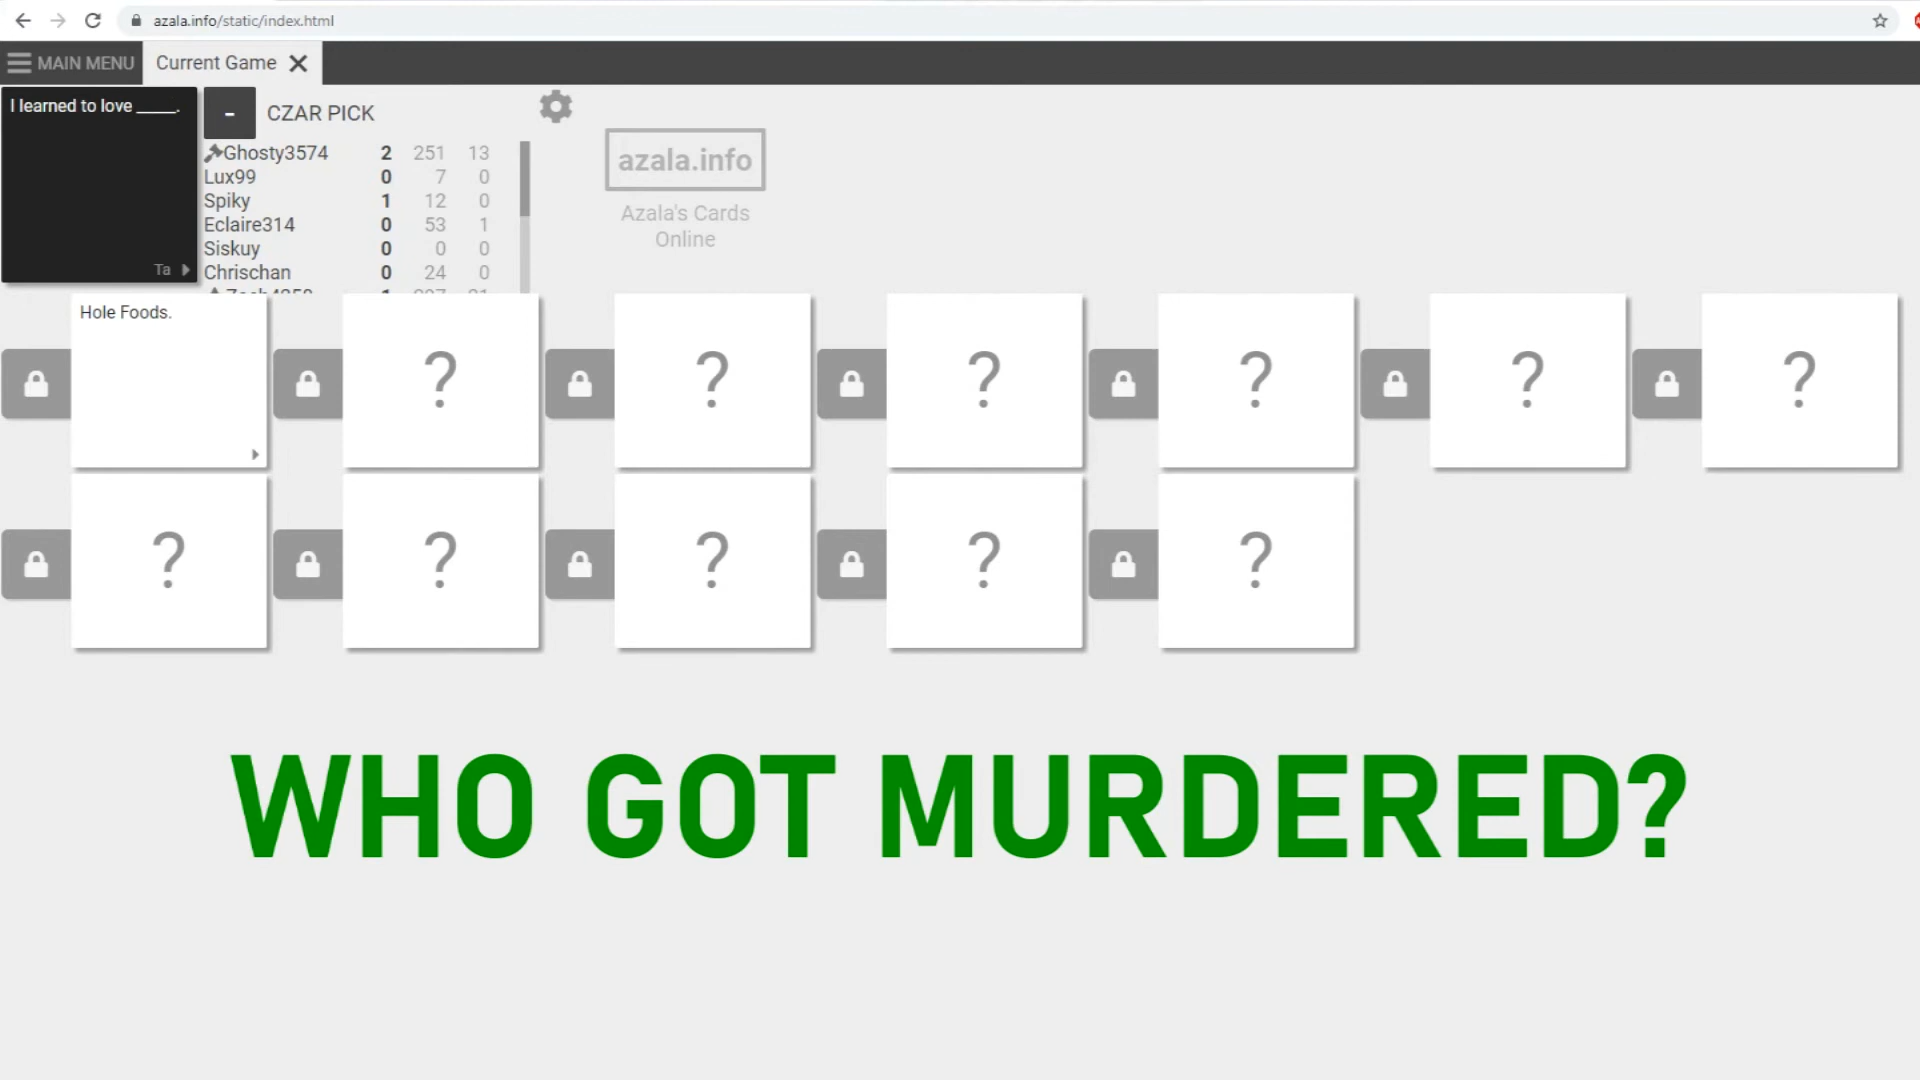 azala.info/static/index.html
MAIN MENU
Current Game
I learned to love _____.
Ta
-
CZAR PICK
Ghosty3574 2 251 13
Lux99 0 7 0
Spiky 1 12 0
Eclaire314 0 53 1
Siskuy 0 0 0
Chrischan 0 24 0
azala.info
Azala's Cards
Online
Hole Foods.
?
?
?
?
?
?
?
?
?
?
?
WHO GOT MURDERED?